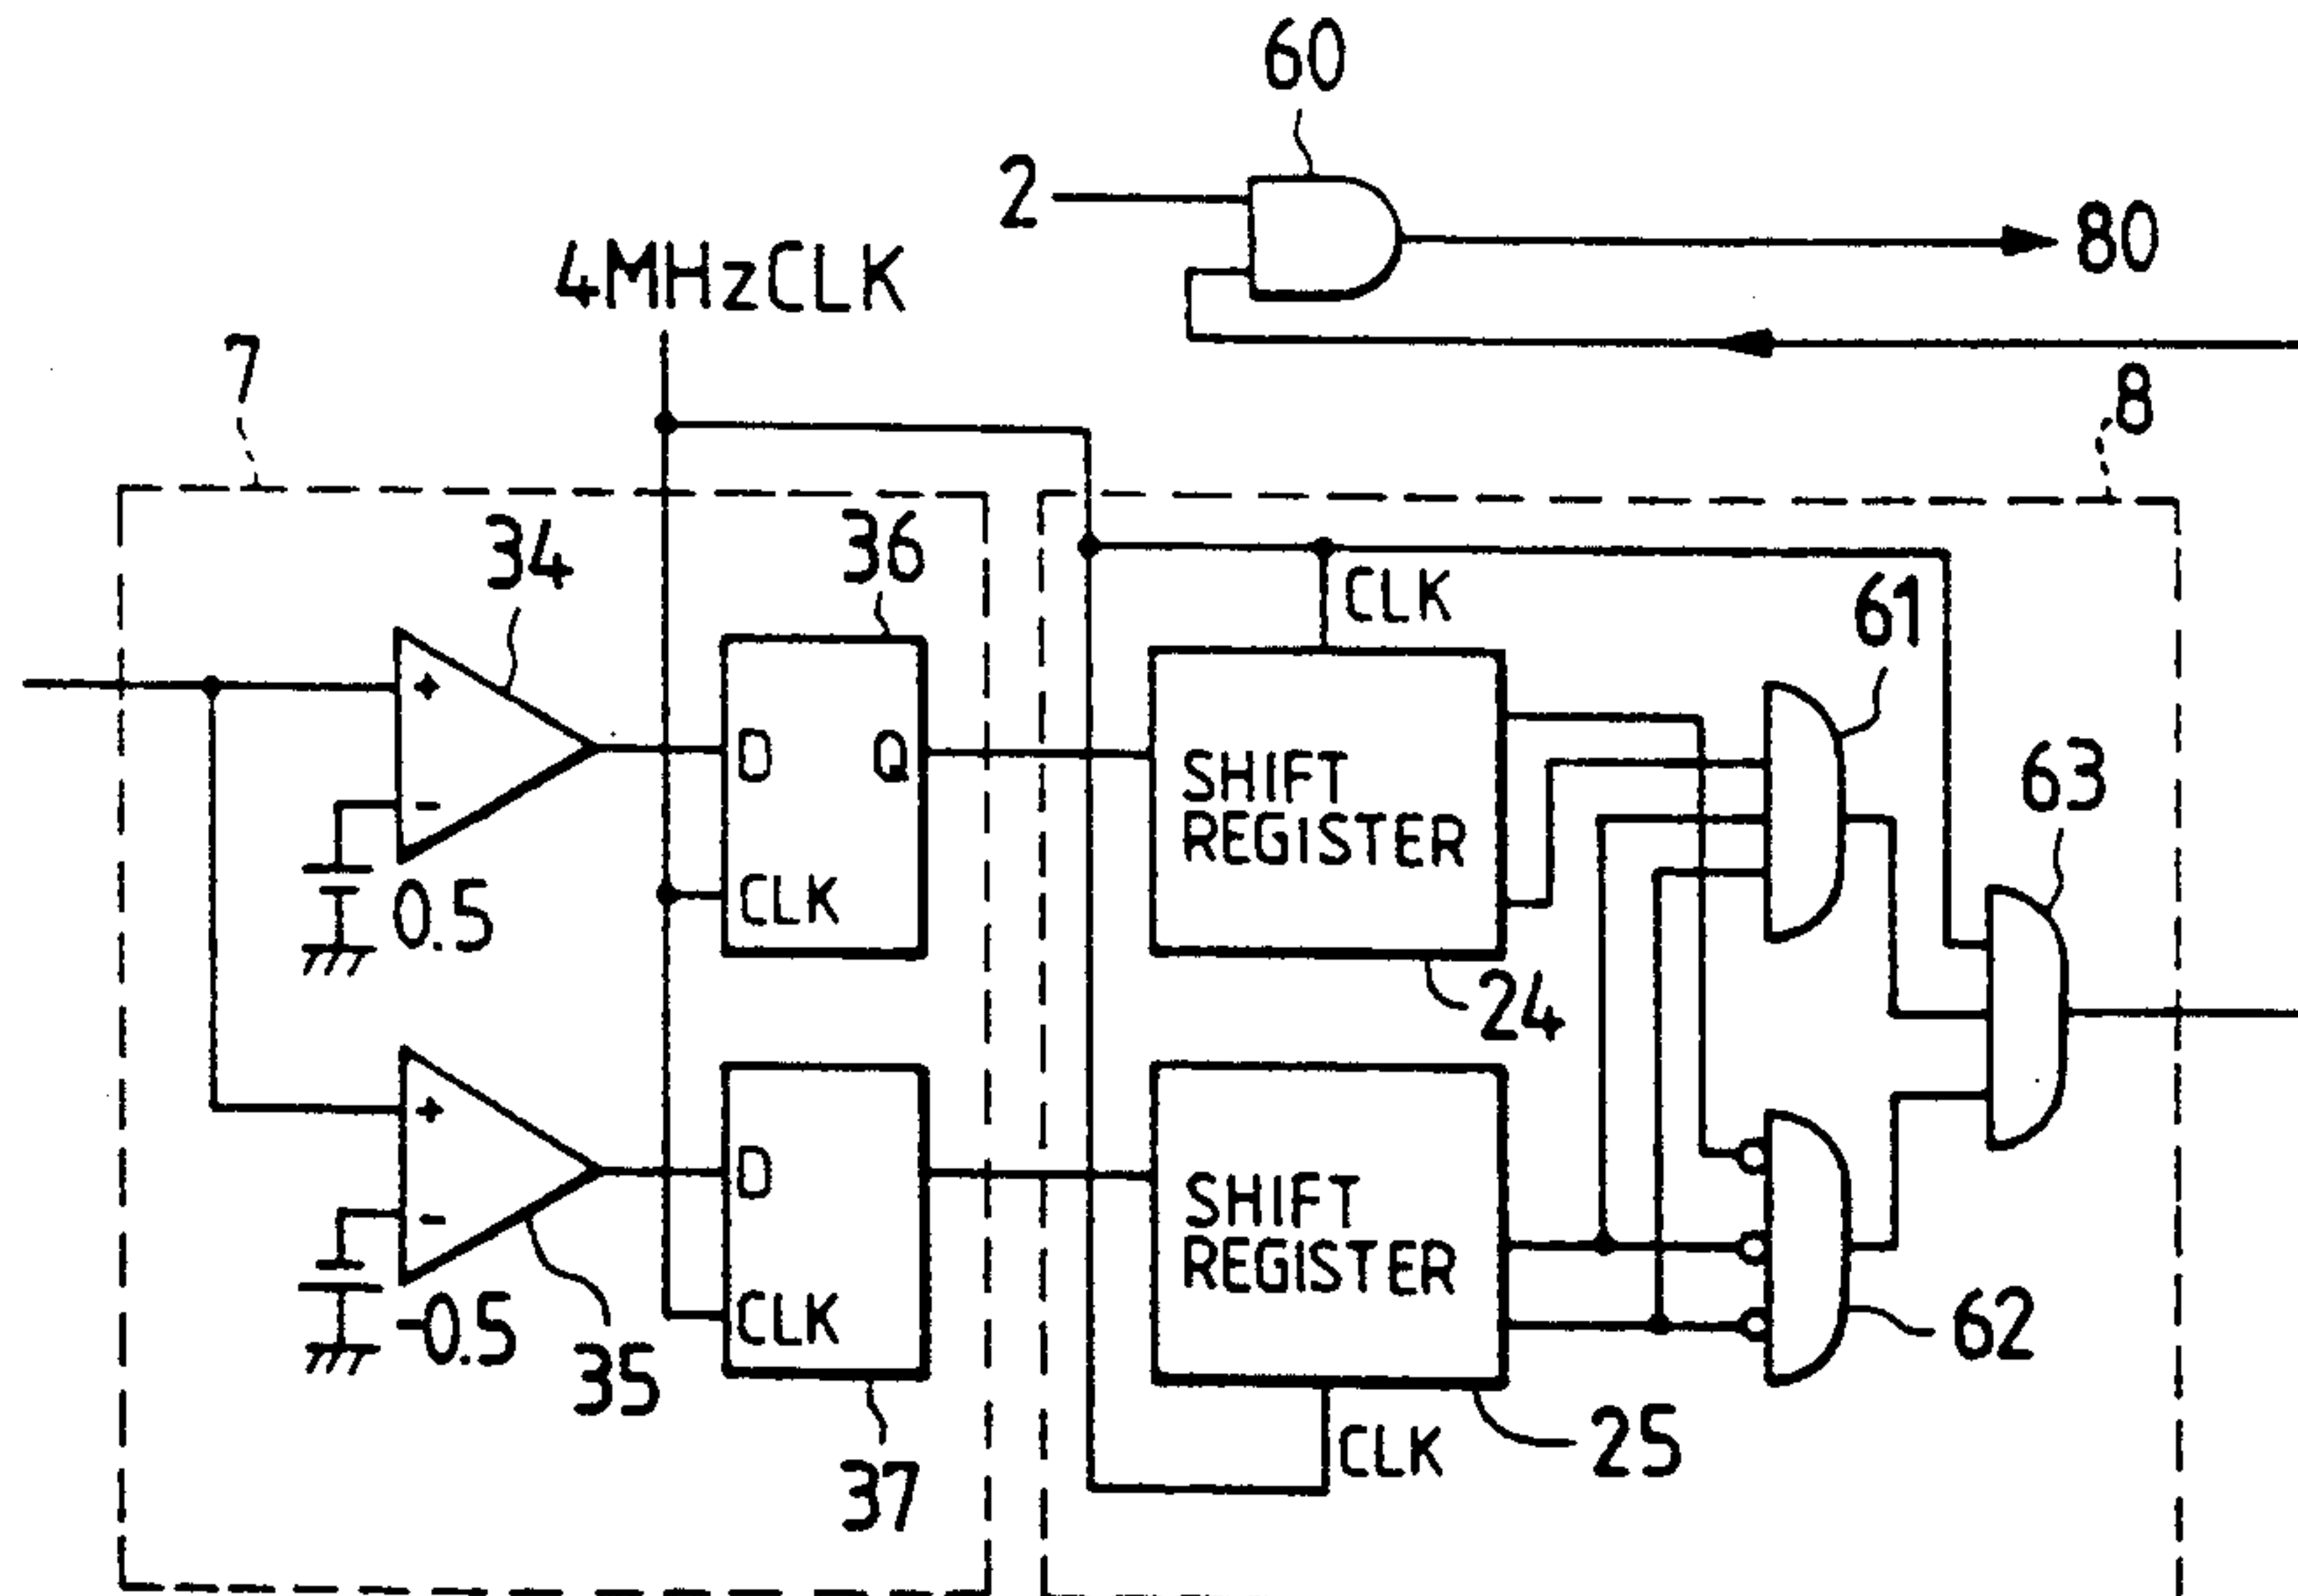 60
2
80
4MHzCLK
7
8
34
36
CLK
61
+
D
Q
SHIFT
REGISTER
63
-
0.5
CLK
24
+
D
SHIFT
REGISTER
-
-0.5
35
CLK
62
37
CLK
25